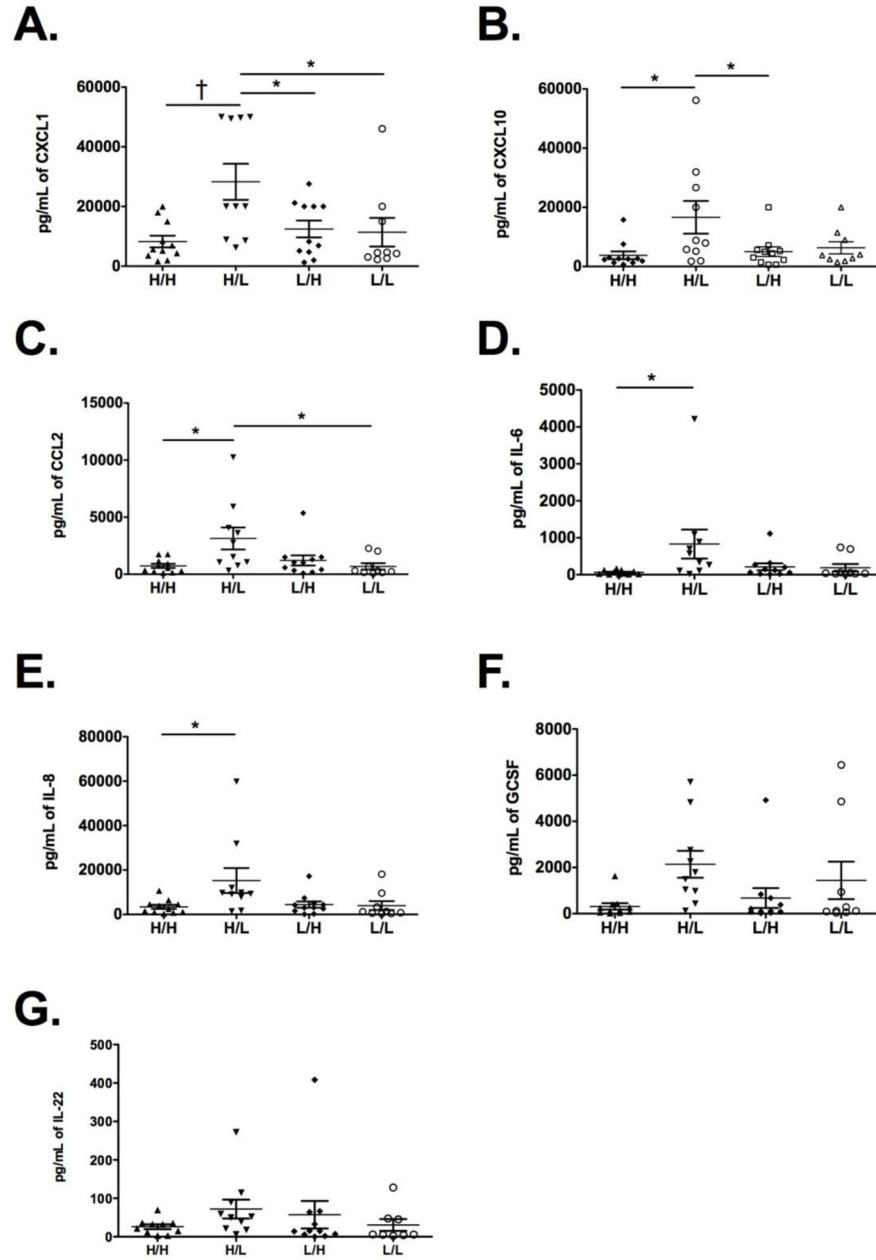 A.
pg/mL of CXCL1
60000
40000
20000
0
†
*
*
H/H H/L L/H L/L
B.
pg/mL of CXCL10
60000
40000
20000
0
*
*
H/H H/L L/H L/L
C.
pg/mL of CCL2
15000
10000
5000
0
*
*
H/H H/L L/H L/L
D.
pg/mL of IL-6
5000
4000
3000
2000
1000
0
*
H/H H/L L/H L/L
E.
pg/mL of IL-8
80000
60000
40000
20000
0
*
H/H H/L L/H L/L
F.
pg/mL of GCSF
8000
6000
4000
2000
0
H/H H/L L/H L/L
G.
pg/mL of IL-22
500
400
300
200
100
0
H/H H/L L/H L/L